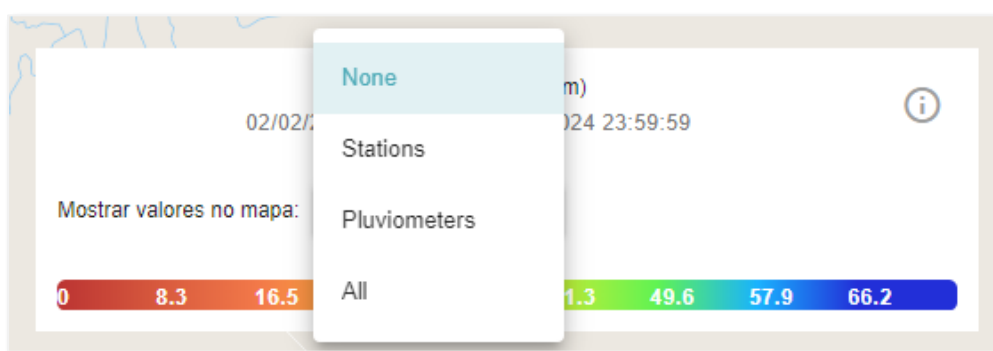 None
m)
02/02/
024 23:59:59
Stations
Mostrar valores no mapa:
Pluviometers
All
0 8.3 16.5 1.3 49.6 57.9 66.2